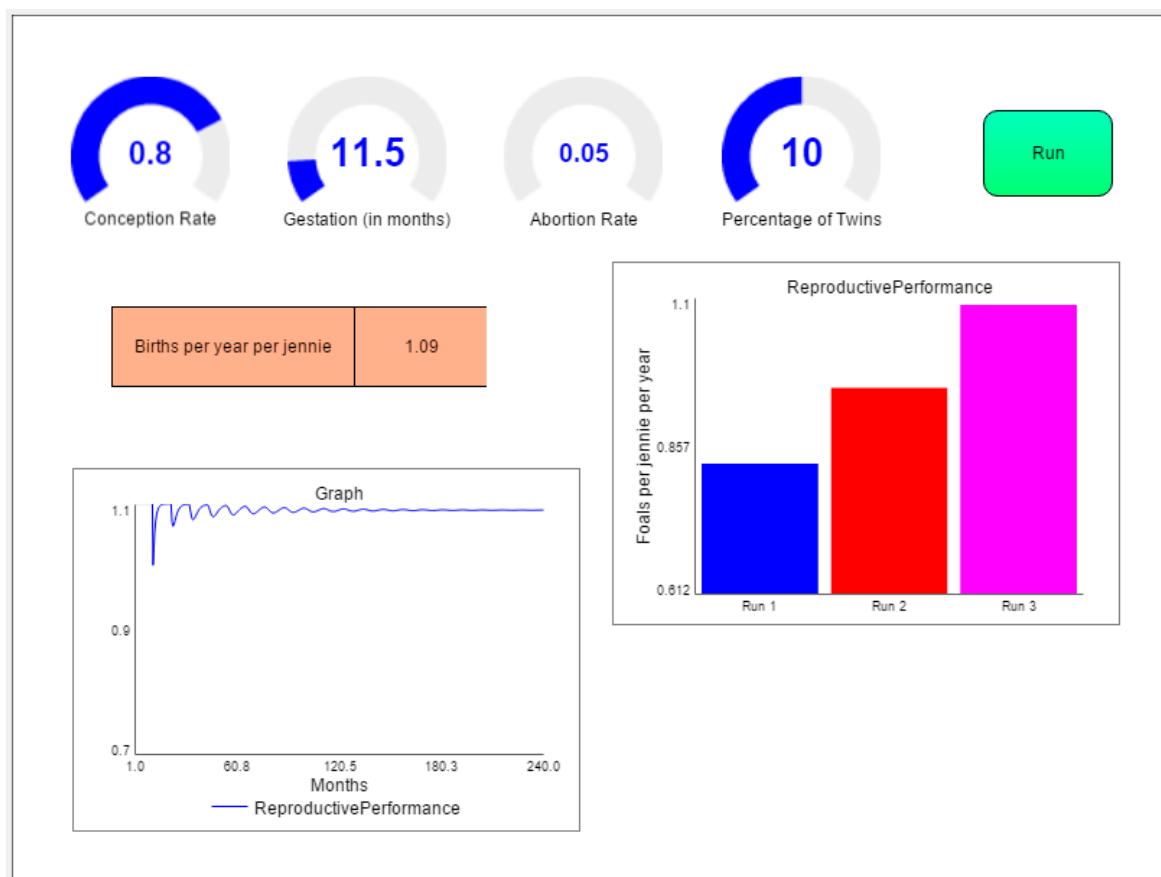 0.8
Conception Rate
11.5
Gestation (in months)
0.05
Abortion Rate
10
Percentage of Twins
Run
Births per year per jennie
1.09
ReproductivePerformance
1.1
0.857
0.612
Foals per jennie per year
Run 1
Run 2
Run 3
Graph
1.1
0.9
0.7
1.0
60.8
120.5
180.3
240.0
Months
ReproductivePerformance